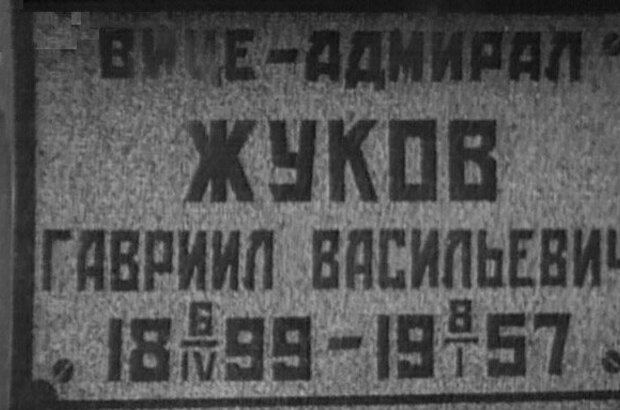 ВИЦЕ-АДМИРАЛ
ЖУКОВ
ГАВРИИЛ ВАСИЛЬЕВИЧ
18 6/IV 99 - 19 8/I 57